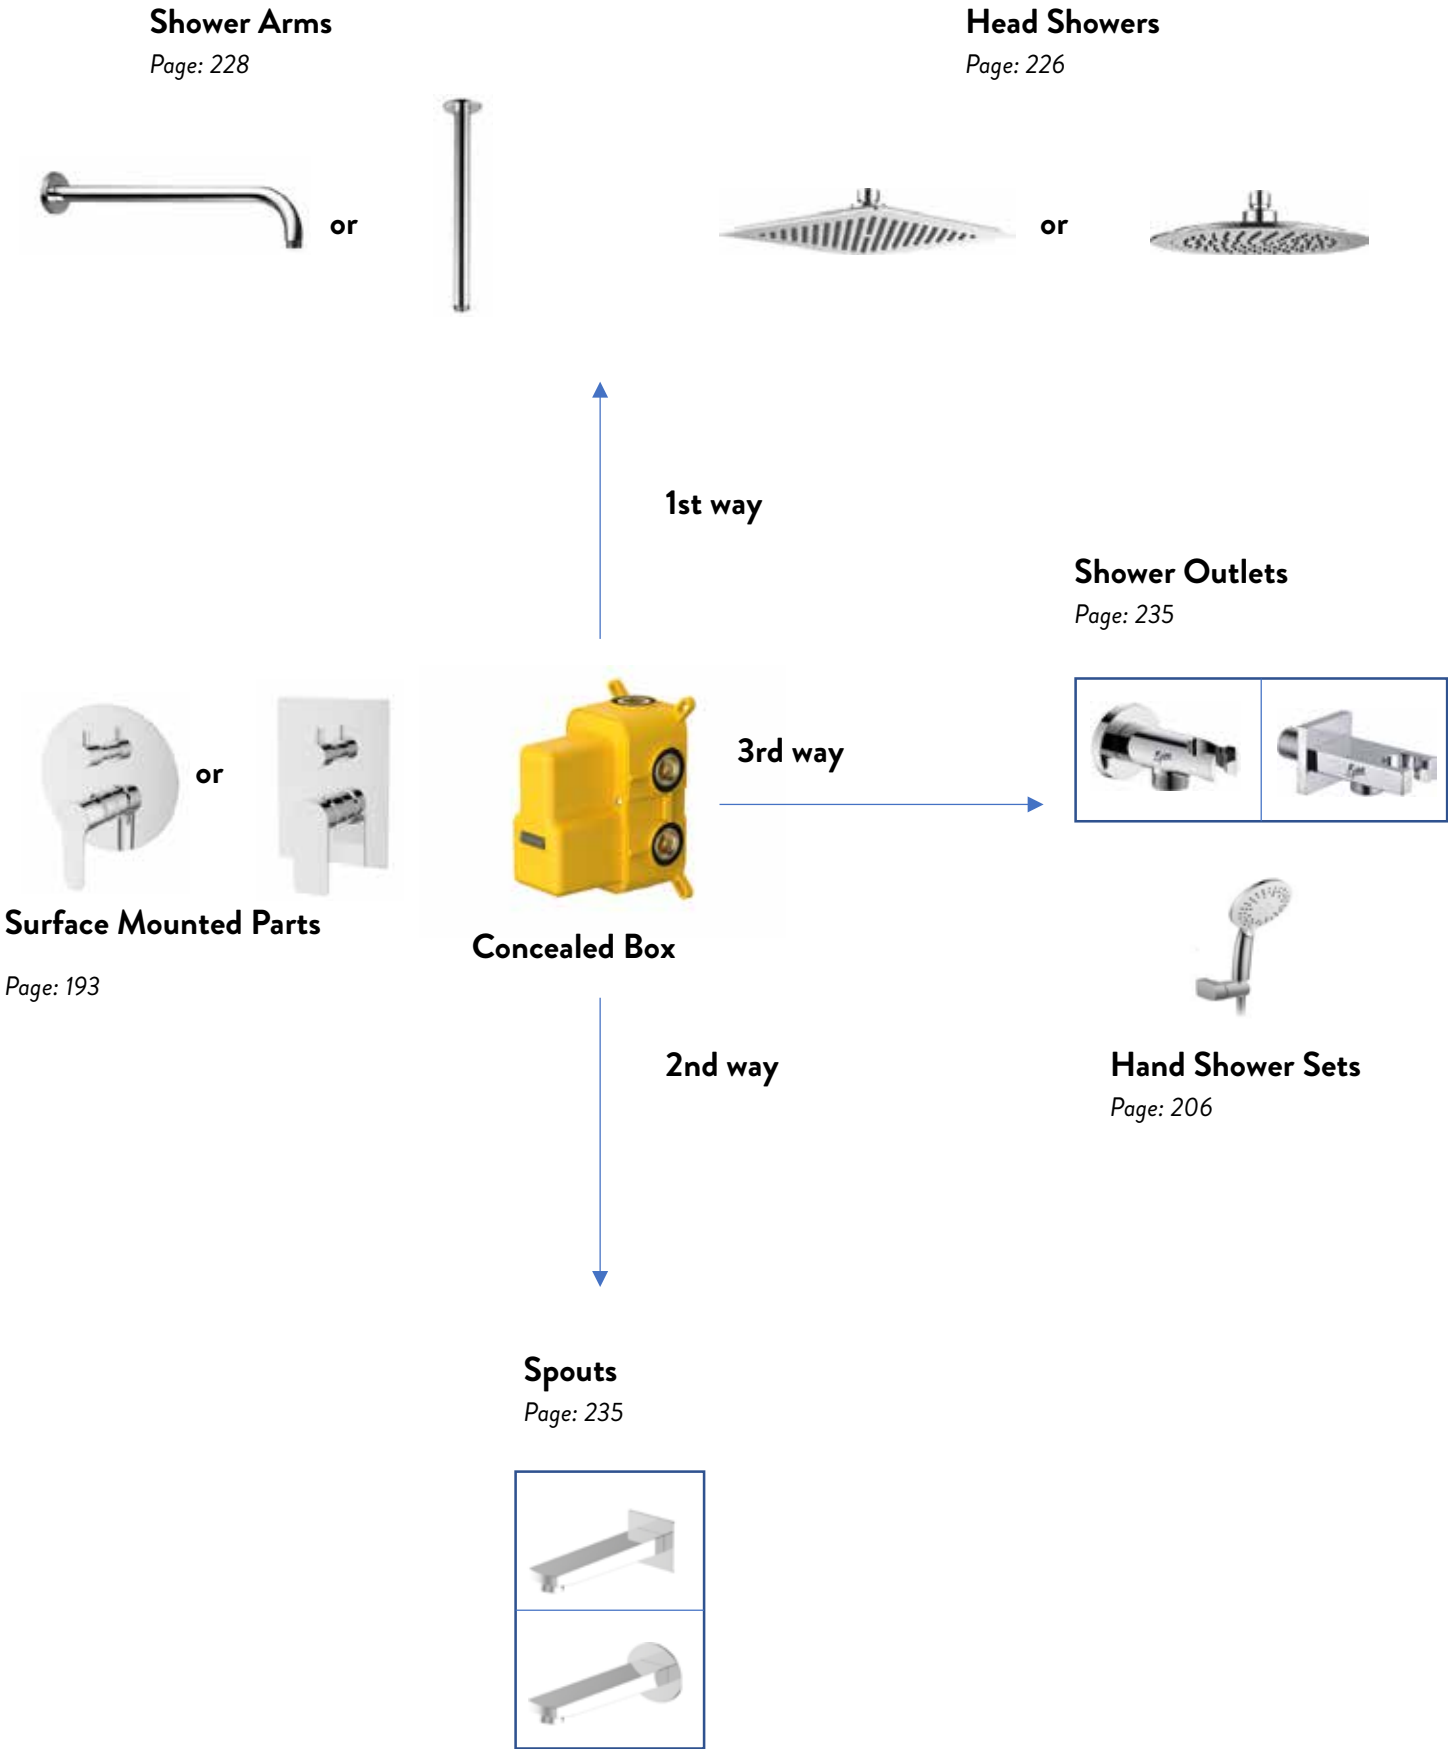 Shower Arms
Page: 228
Head Showers
Page: 226
or
or
1st way
Shower Outlets
Page: 235
3rd way
or
Surface Mounted Parts
Page: 193
Concealed Box
2nd way
Hand Shower Sets
Page: 206
Spouts
Page: 235